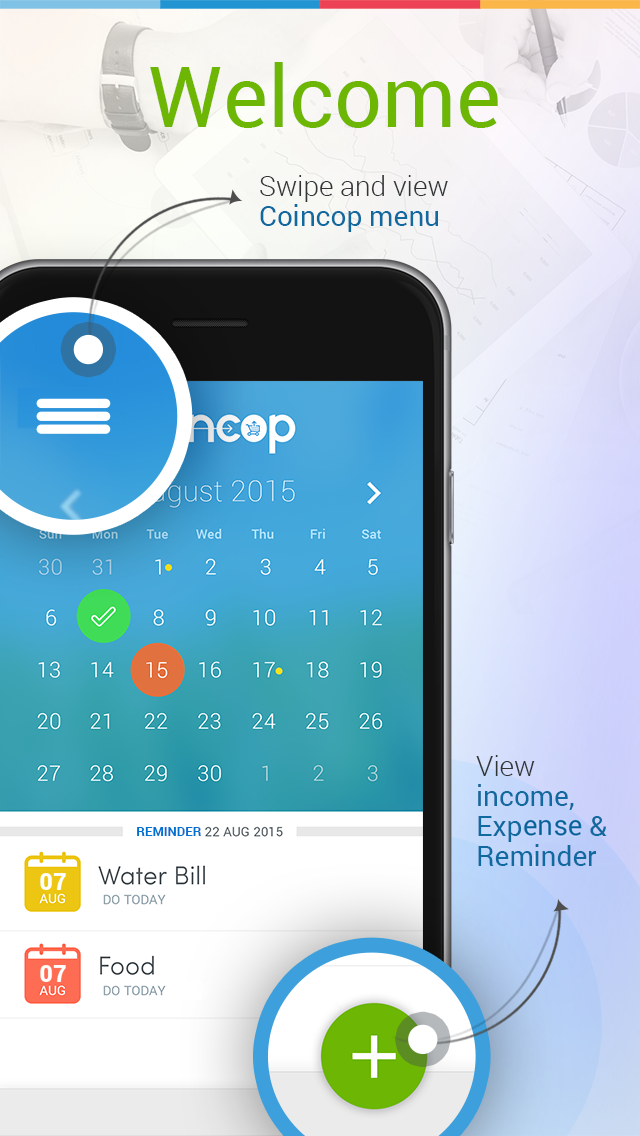 Welcome
Swipe and view
Coincop menu
ncop
ugust 2015
Sun Mon Tue Wed Thu Fri Sat
30 31 1 2 3 4 5
6 8 9 10 11 12
13 14 15 16 17 18 19
20 21 22 23 24 25 26
27 28 29 30 1 2 3
View
income,
Expense &
Reminder
REMINDER 22 AUG 2015
07
AUG
Water Bill
DO TODAY
07
AUG
Food
DO TODAY